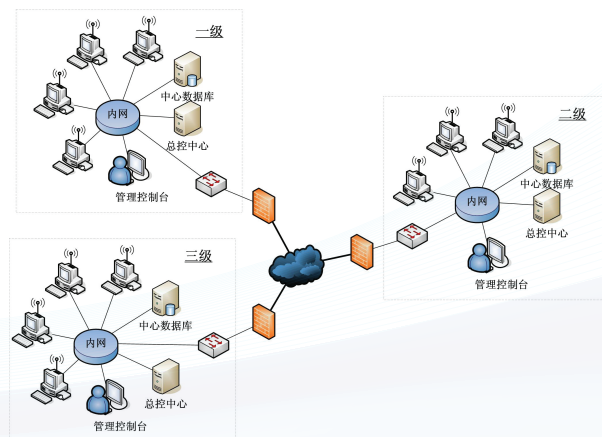 一级
中心数据库
内网
总控中心
管理控制台
二级
中心数据库
内网
总控中心
管理控制台
三级
中心数据库
内网
总控中心
管理控制台